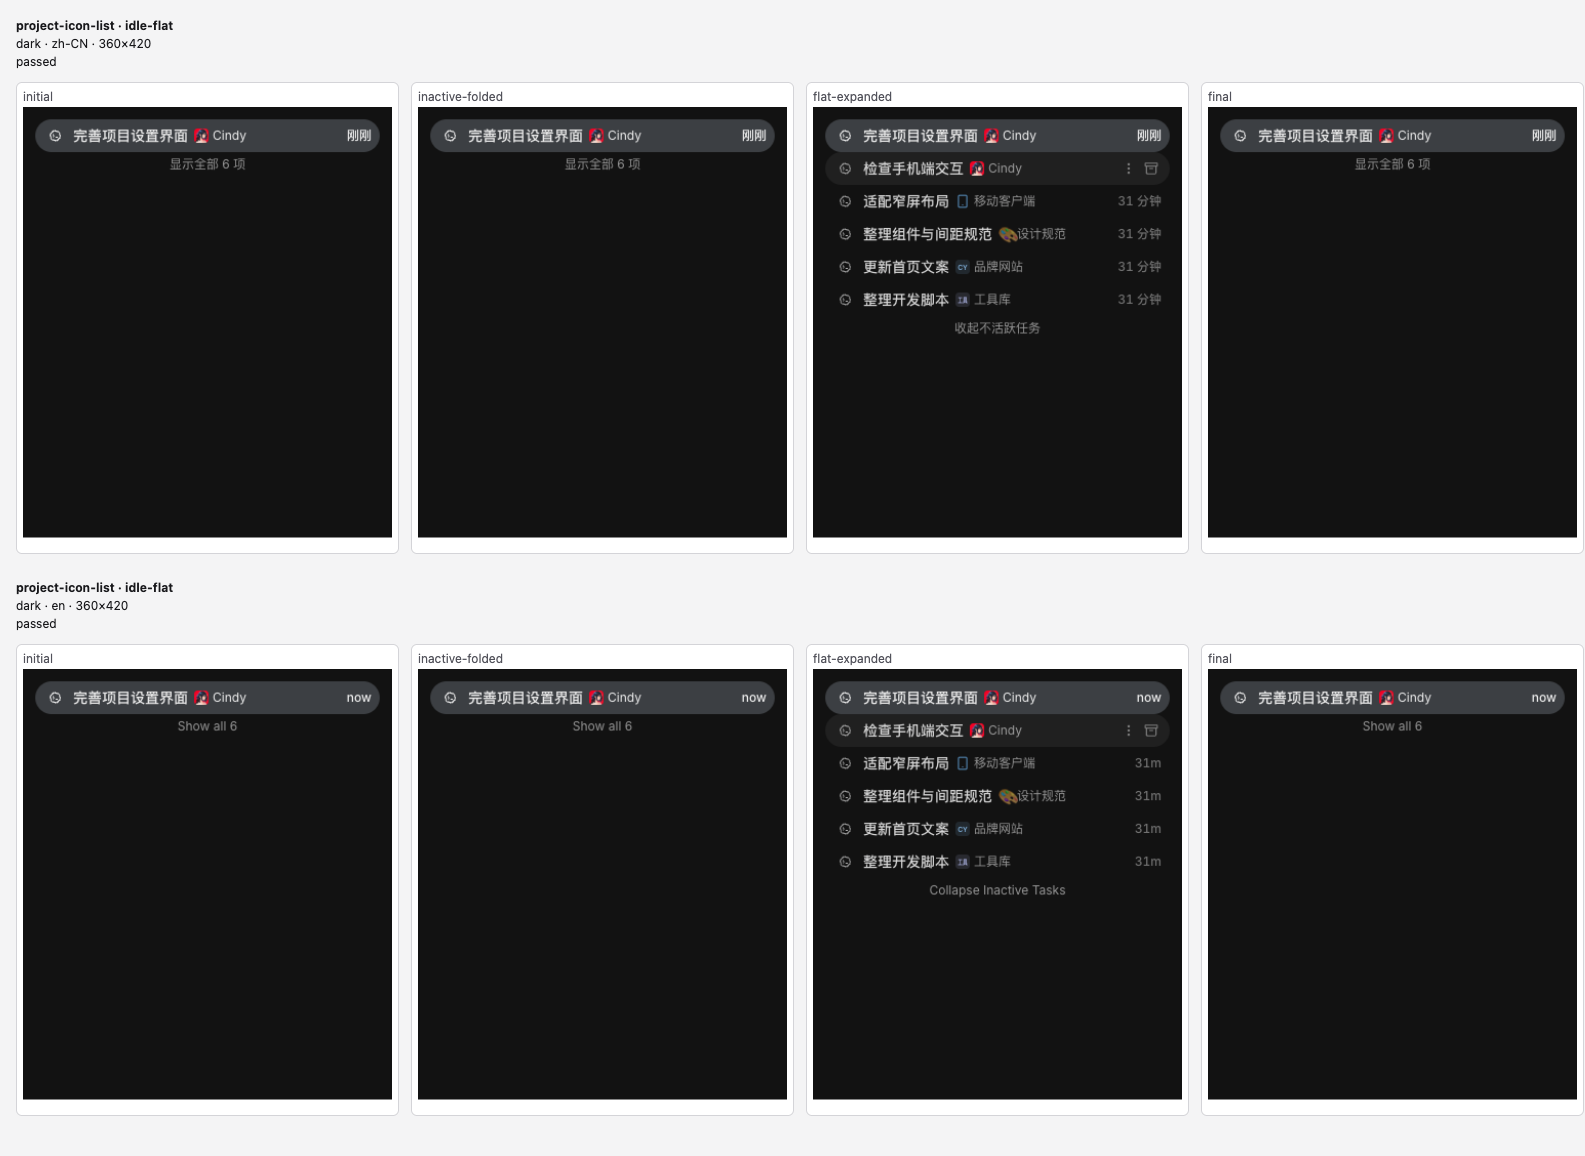 project-icon-list · idle-flat
dark · zh-CN · 360×420
passed
initial
完善项目设置界面 Cindy 刚刚
显示全部 6 项
inactive-folded
完善项目设置界面 Cindy 刚刚
显示全部 6 项
flat-expanded
完善项目设置界面 Cindy 刚刚
检查手机端交互 Cindy
适配窄屏布局 移动客户端 31 分钟
整理组件与间距规范 设计规范 31 分钟
更新首页文案 CY 品牌网站 31 分钟
整理开发脚本 工具 工具库 31 分钟
收起不活跃任务
final
完善项目设置界面 Cindy 刚刚
显示全部 6 项
project-icon-list · idle-flat
dark · en · 360×420
passed
initial
完善项目设置界面 Cindy now
Show all 6
inactive-folded
完善项目设置界面 Cindy now
Show all 6
flat-expanded
完善项目设置界面 Cindy now
检查手机端交互 Cindy
适配窄屏布局 移动客户端 31m
整理组件与间距规范 设计规范 31m
更新首页文案 CY 品牌网站 31m
整理开发脚本 工具 工具库 31m
Collapse Inactive Tasks
final
完善项目设置界面 Cindy now
Show all 6